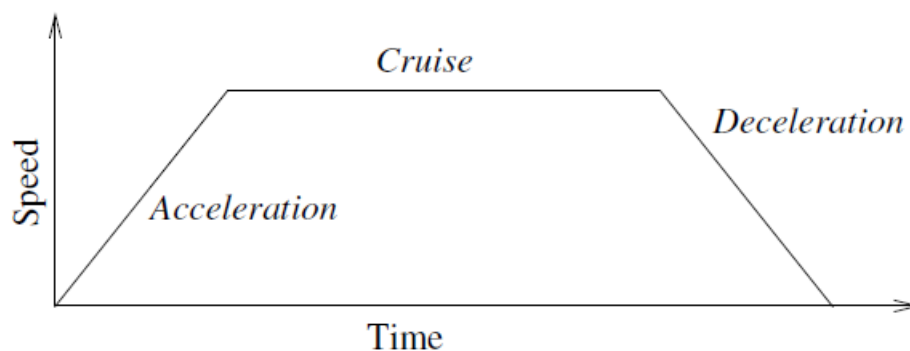 Cruise
Deceleration
Speed
Acceleration
Time